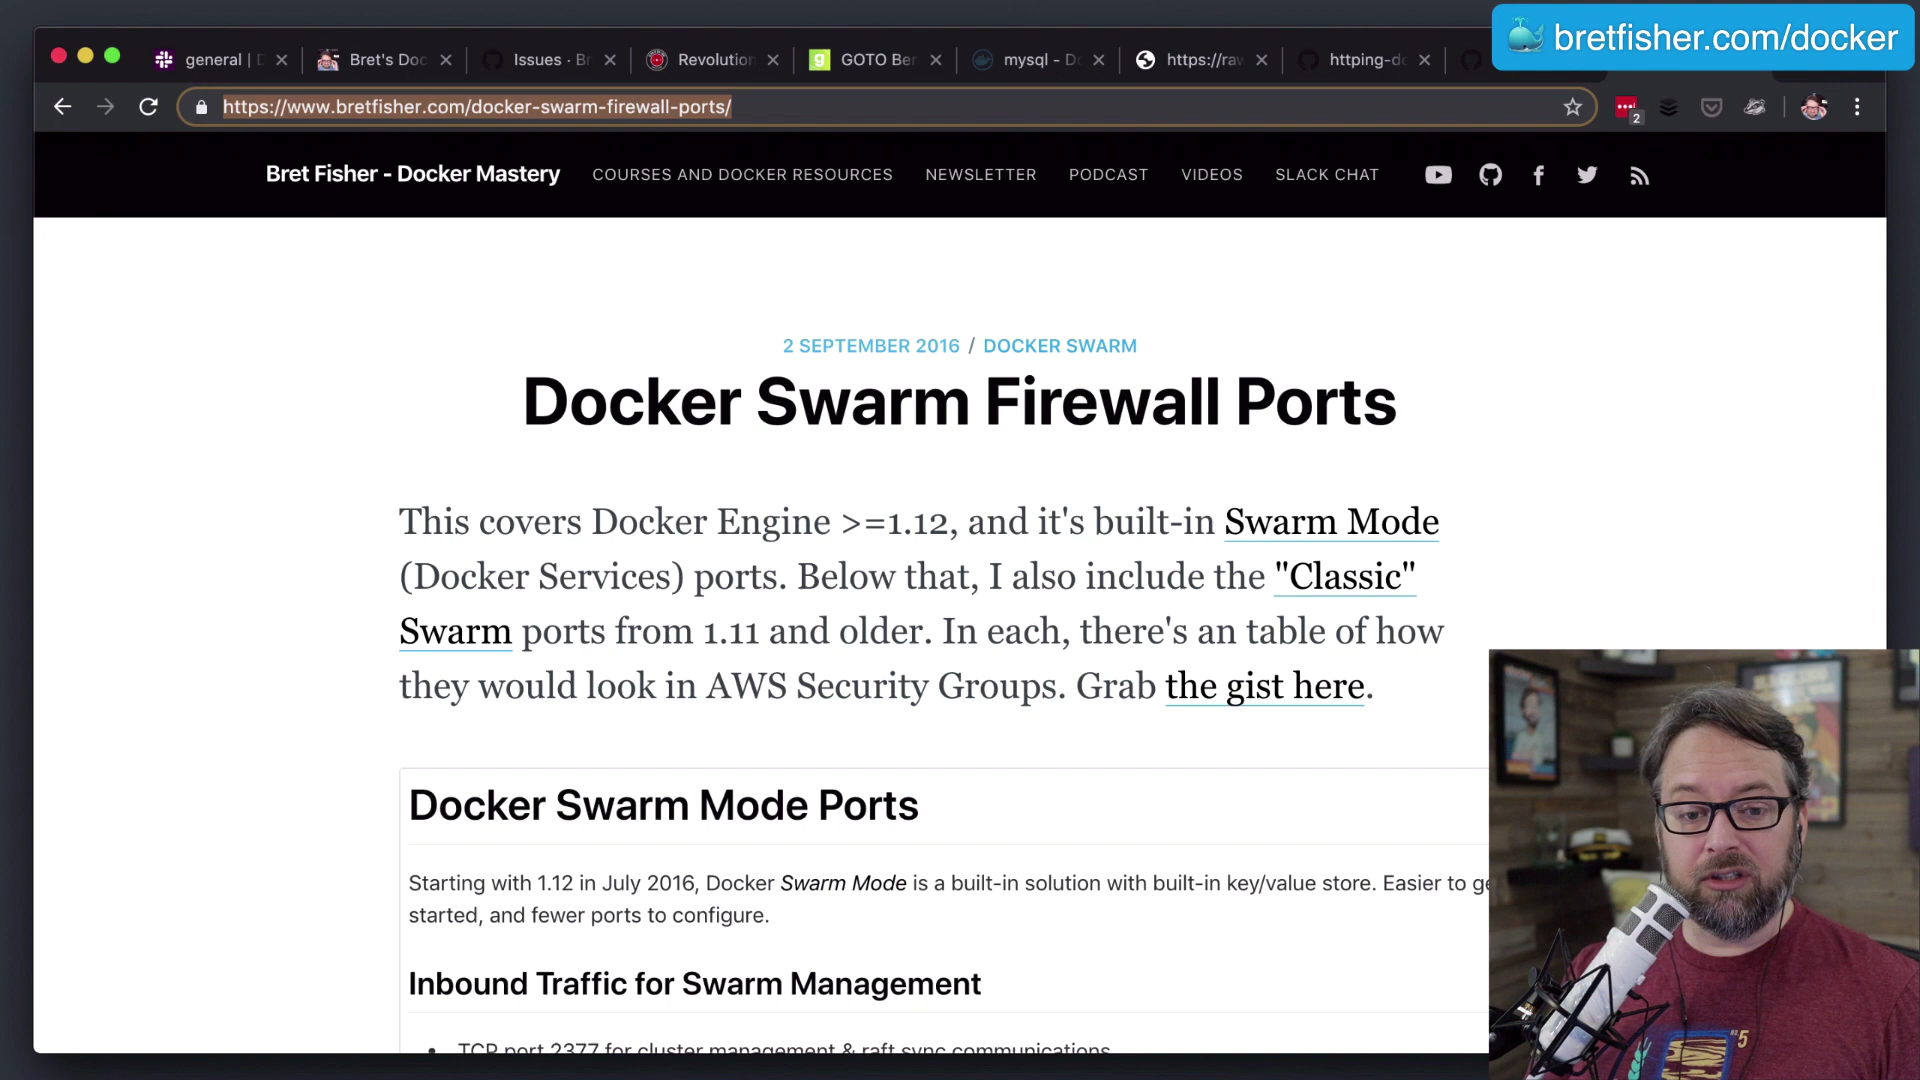 bretfisher.com/docker
general |
Bret's Doc
Issues · Br
Revolution
GOTO Ber
mysql - Do
https://raw.
httping-do
https://www.bretfisher.com/docker-swarm-firewall-ports/
2
Bret Fisher - Docker Mastery
COURSES AND DOCKER RESOURCES
NEWSLETTER
PODCAST
VIDEOS
SLACK CHAT
2 SEPTEMBER 2016 / DOCKER SWARM
Docker Swarm Firewall Ports
This covers Docker Engine >=1.12, and it's built-in Swarm Mode
(Docker Services) ports. Below that, I also include the "Classic"
Swarm ports from 1.11 and older. In each, there's an table of how
they would look in AWS Security Groups. Grab the gist here.
Docker Swarm Mode Ports
Starting with 1.12 in July 2016, Docker Swarm Mode is a built-in solution with built-in key/value store. Easier to ge
started, and fewer ports to configure.
Inbound Traffic for Swarm Management
• TCP port 2377 for cluster management & raft sync communications
5